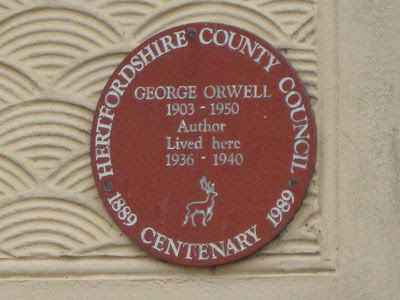 HERTFORDSHIRE COUNTY COUNCIL
GEORGE ORWELL
1903 - 1950
Author
Lived here
1936 - 1940
1889 CENTENARY 1989